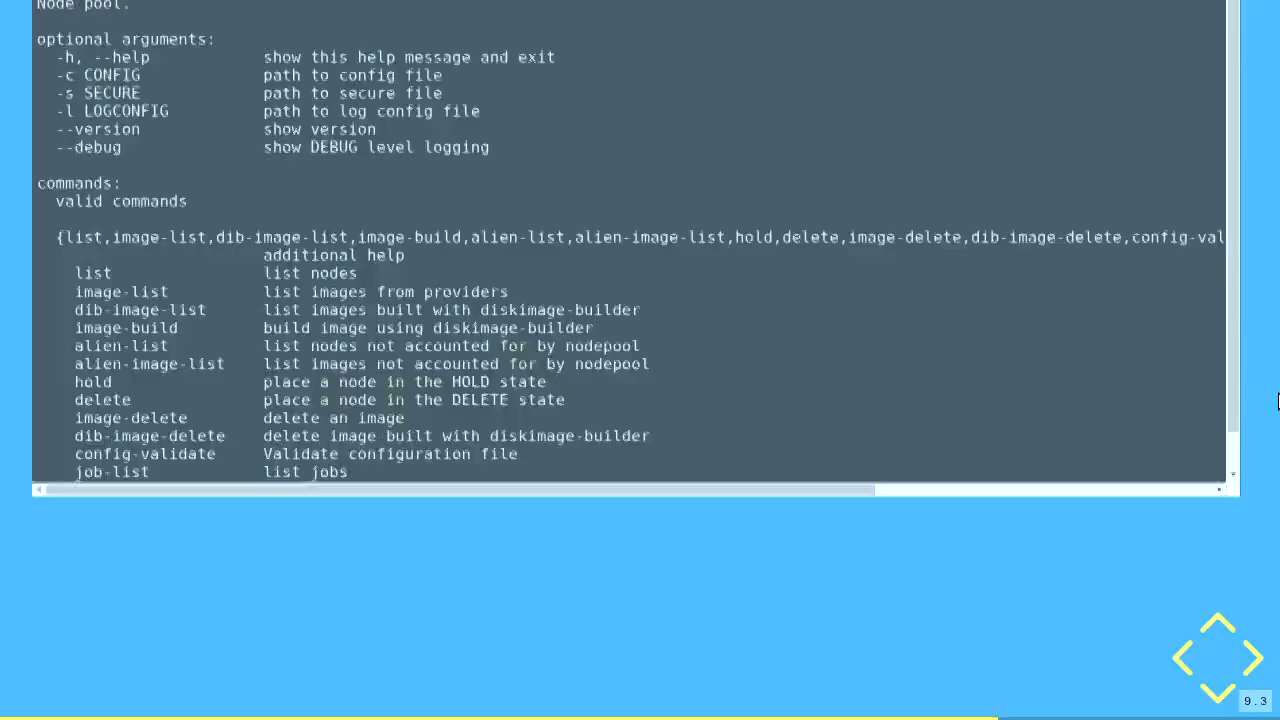 Node pool.
optional arguments:
-h, --help show this help message and exit
-c CONFIG path to config file
-s SECURE path to secure file
-l LOGCONFIG path to log config file
--version show version
--debug show DEBUG level logging
commands:
valid commands
{list,image-list,dib-image-list,image-build,alien-list,alien-image-list,hold,delete,image-delete,dib-image-delete,config-val
additional help
list list nodes
image-list list images from providers
dib-image-list list images built with diskimage-builder
image-build build image using diskimage-builder
alien-list list nodes not accounted for by nodepool
alien-image-list list images not accounted for by nodepool
hold place a node in the HOLD state
delete place a node in the DELETE state
image-delete delete an image
dib-image-delete delete image built with diskimage-builder
config-validate Validate configuration file
job-list list jobs
9.3